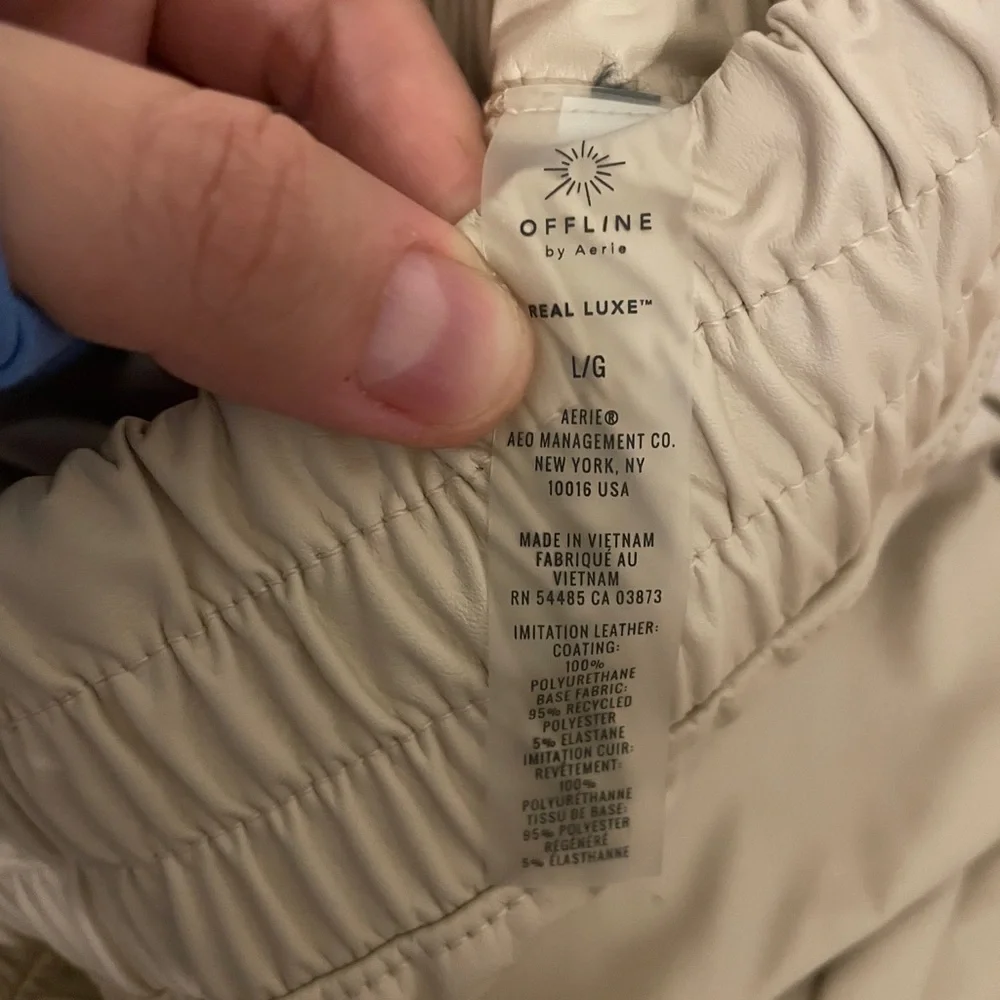 OFFLINE
by Aerie
REAL LUXE™
L/G
AERIE®
AEO MANAGEMENT CO.
NEW YORK, NY
10016 USA
MADE IN VIETNAM
FABRIQUÉ AU
VIETNAM
RN 54485 CA 03873
IMITATION LEATHER:
COATING:
100%
POLYURETHANE
BASE FABRIC:
95% RECYCLED
POLYESTER
5% ELASTANE
IMITATION CUIR:
REVÊTEMENT:
100%
POLYURÉTHANNE
TISSU DE BASE:
95% POLYESTER
RÉGÉNÉRÉ
5% ÉLASTHANNE